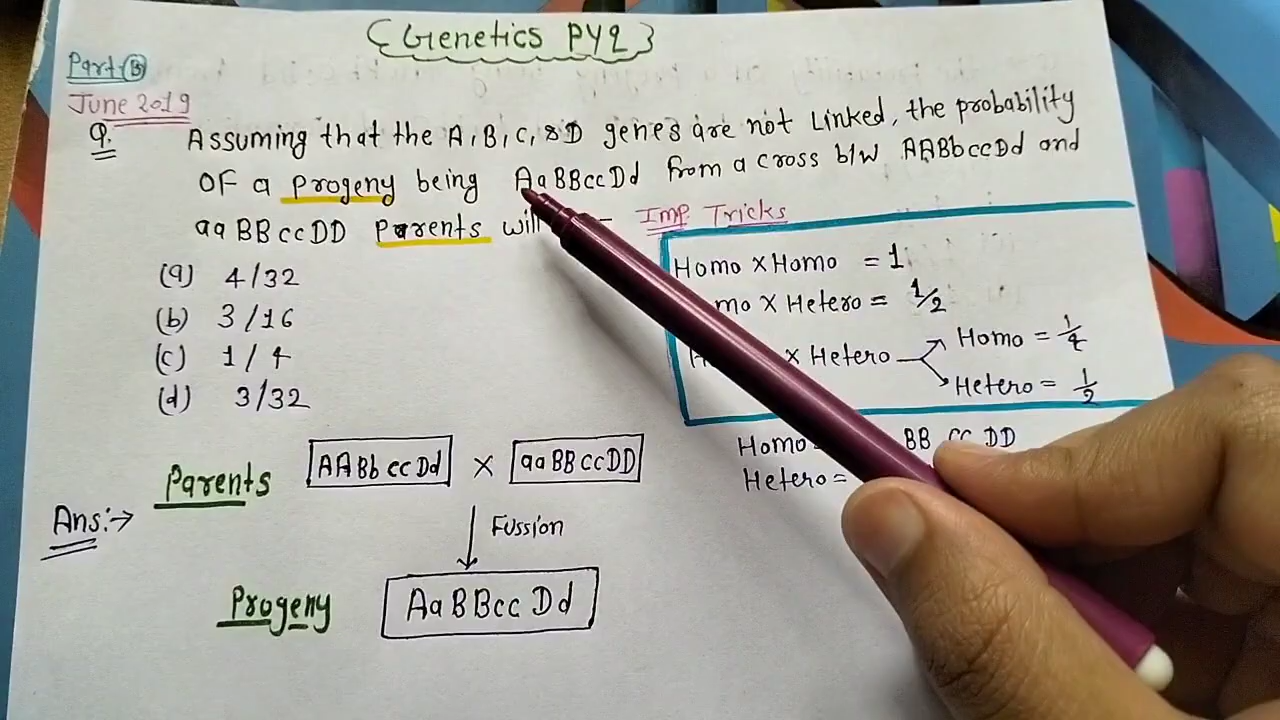 Genetics PYQ
Part (B)
June 2019
Q. Assuming that the A, B, C, & D genes are not Linked, the probability
OF a progeny being AaBBccDd from a cross b/w AABbccDd and
aaBBccDD Parents will
Imp. Tricks
(a) 4/32
(b) 3/16
(c) 1/4
(d) 3/32
Homo x Homo = 1
mo x Hetero = 1/2
x Hetero Homo = 1/4
Hetero = 1/2
Homo BB CC DD
Hetero =
Parents AABbccDd x aaBBccDD
Ans:→
Fussion
Progeny AaBBccDd